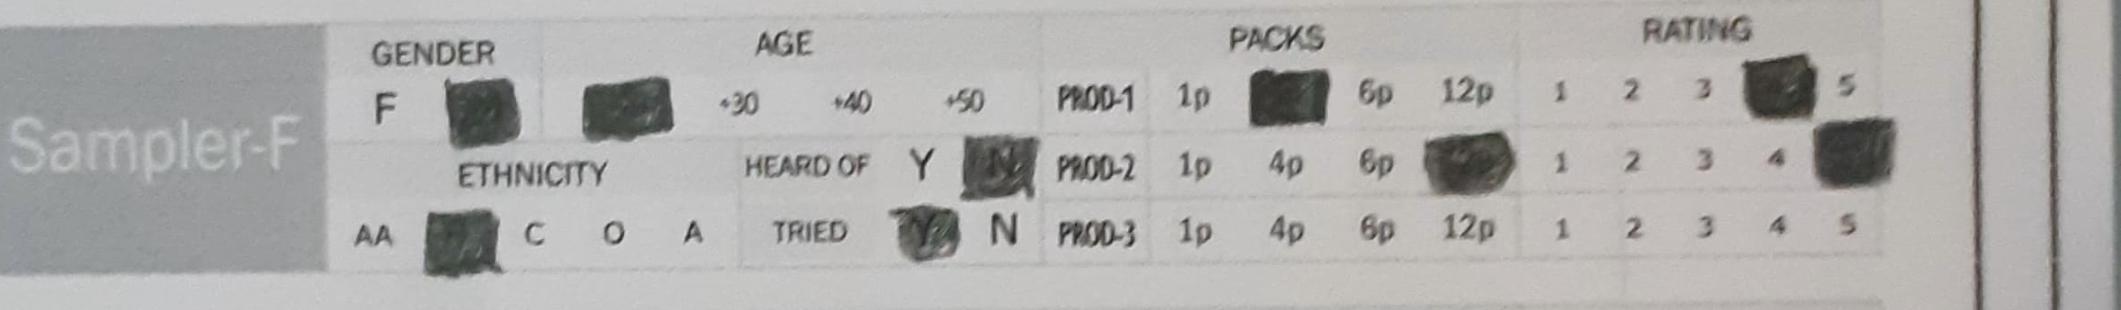 Sampler-F
GENDER AGE PACKS RATING
F +30 +40 +50 PROD-1 1p 6p 12p 1 2 3 5
ETHNICITY HEARD OF Y N PROD-2 1p 4p 6p 1 2 3 4
AA C O A TRIED Y N PROD-3 1p 4p 6p 12p 1 2 3 4 5